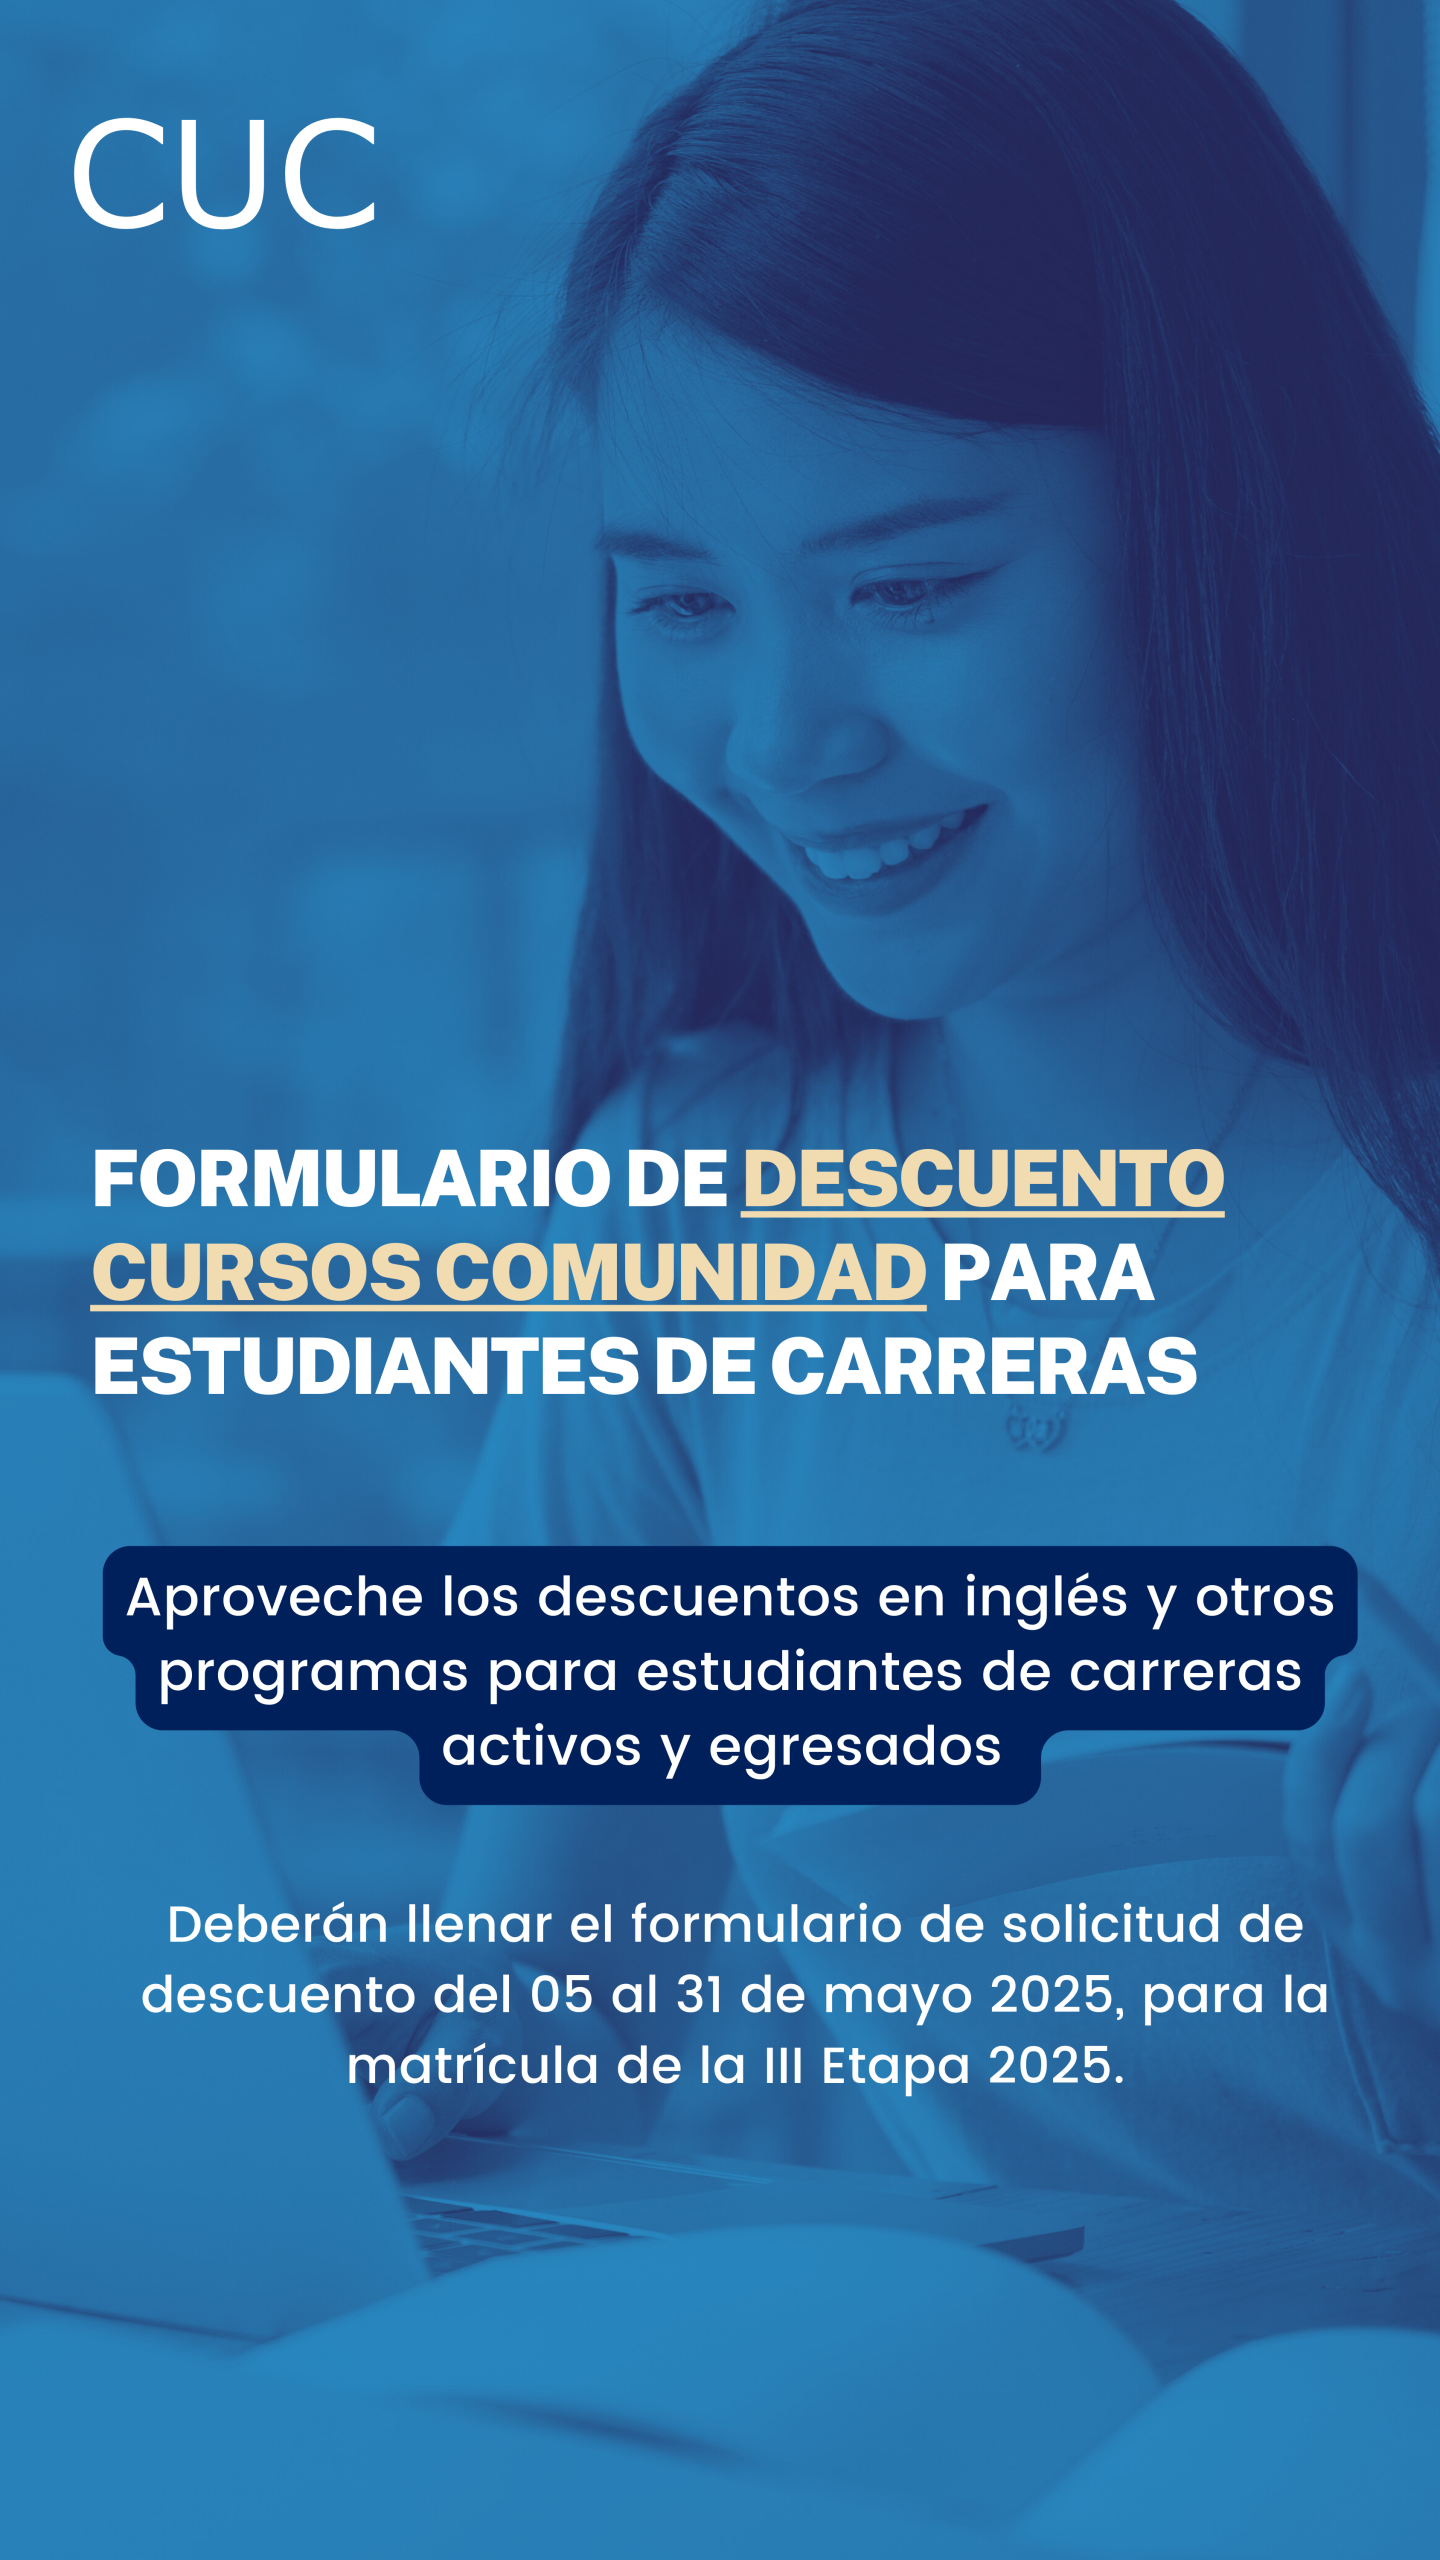 CUC
FORMULARIO DE DESCUENTO
CURSOS COMUNIDAD PARA
ESTUDIANTES DE CARRERAS
Aproveche los descuentos en inglés y otros
programas para estudiantes de carreras
activos y egresados
Deberán llenar el formulario de solicitud de
descuento del 05 al 31 de mayo 2025, para la
matrícula de la III Etapa 2025.